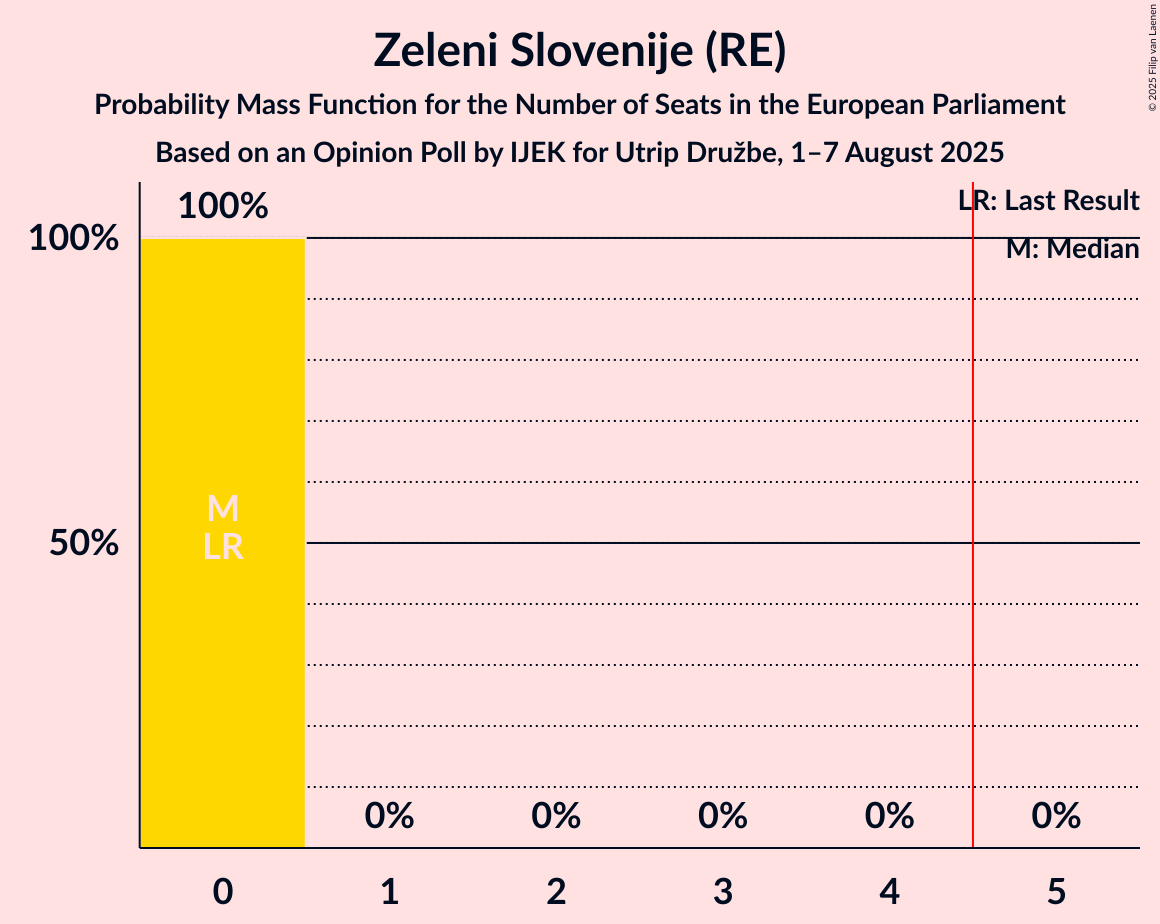 Zeleni Slovenije (RE)
Probability Mass Function for the Number of Seats in the European Parliament
Based on an Opinion Poll by IJEK for Utrip Družbe, 1–7 August 2025
© 2025 Filip van Laenen
LR: Last Result
M: Median
100%
100%
50%
M
LR
0% 0% 0% 0% 0%
0 1 2 3 4 5